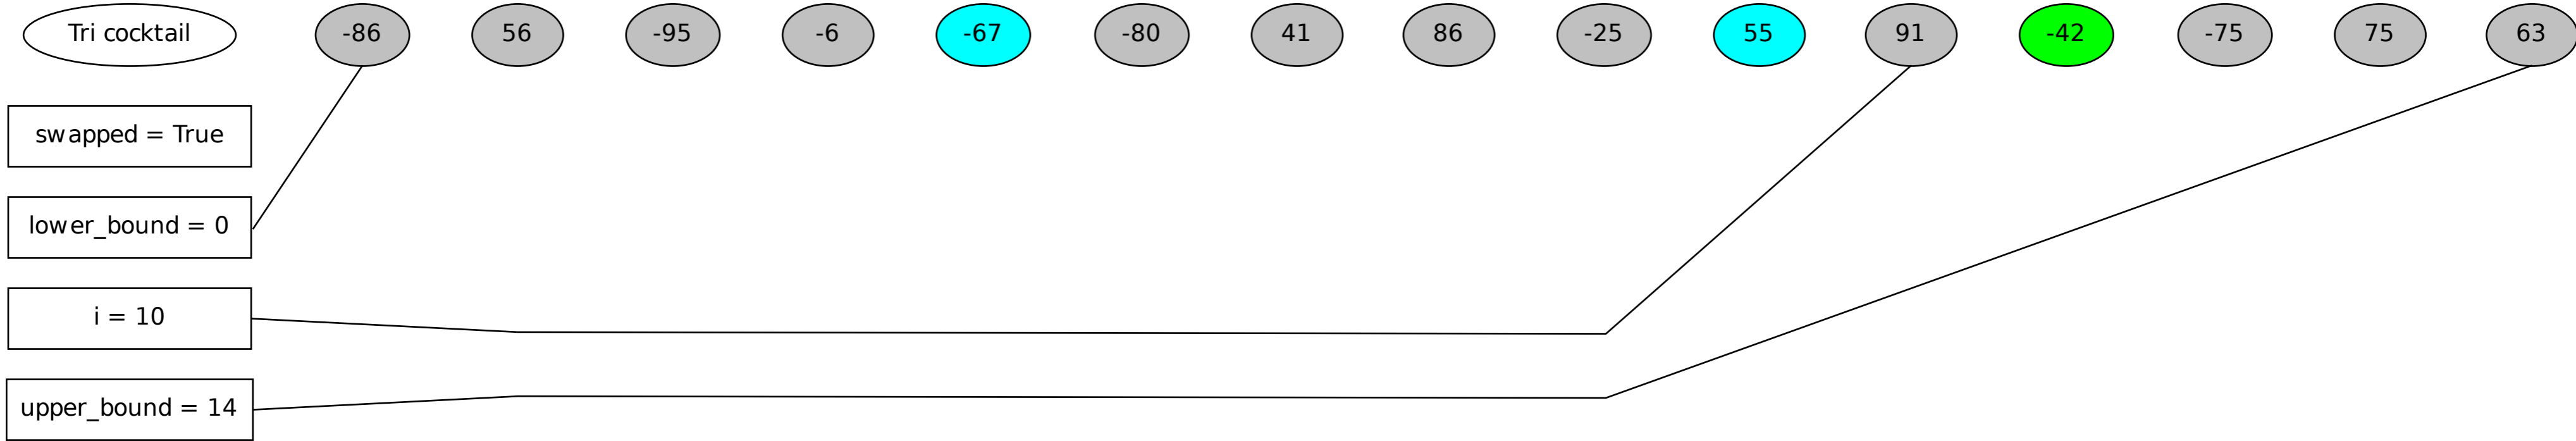 Tri cocktail -86 56 -95 -6 -67 -80 41 86 -25 55 91 -42 -75 75 63
swapped = True
lower_bound = 0
i = 10
upper_bound = 14